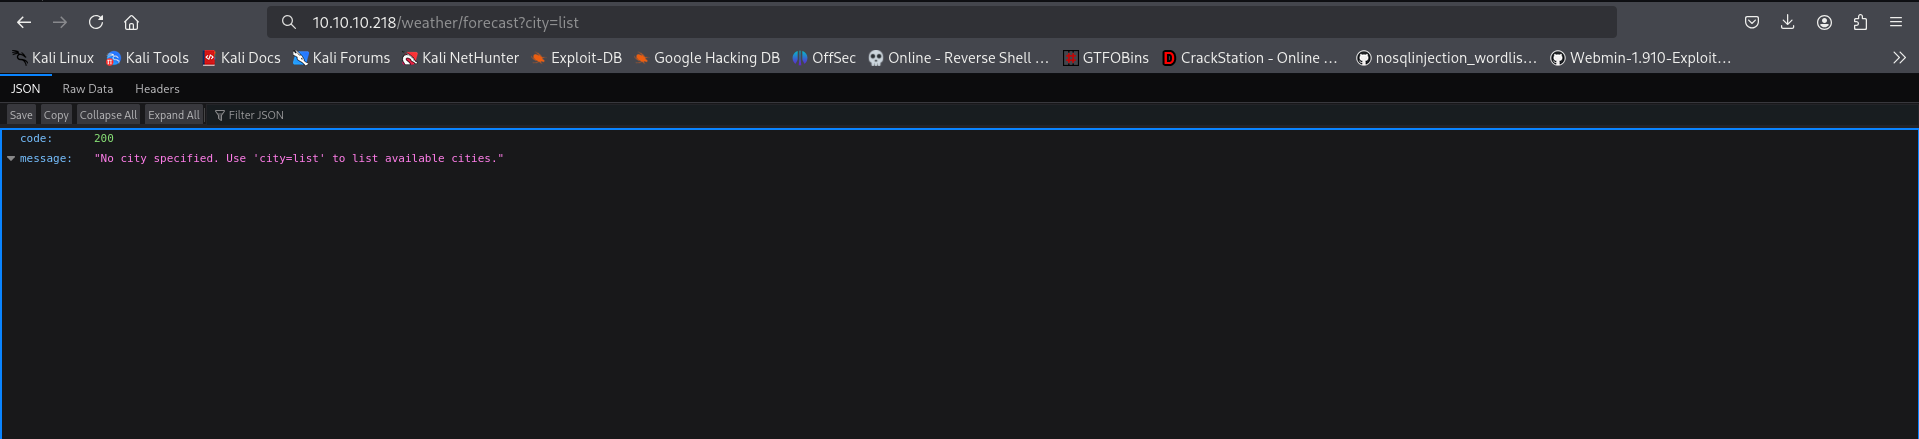 10.10.10.218/weather/forecast?city=list
Kali Linux Kali Tools Kali Docs Kali Forums Kali NetHunter Exploit-DB Google Hacking DB OffSec Online - Reverse Shell … GTFOBins CrackStation - Online … nosqlinjection_wordlis… Webmin-1.910-Exploit…
JSON Raw Data Headers
Save Copy Collapse All Expand All Filter JSON
code: 200
message: "No city specified. Use 'city=list' to list available cities."